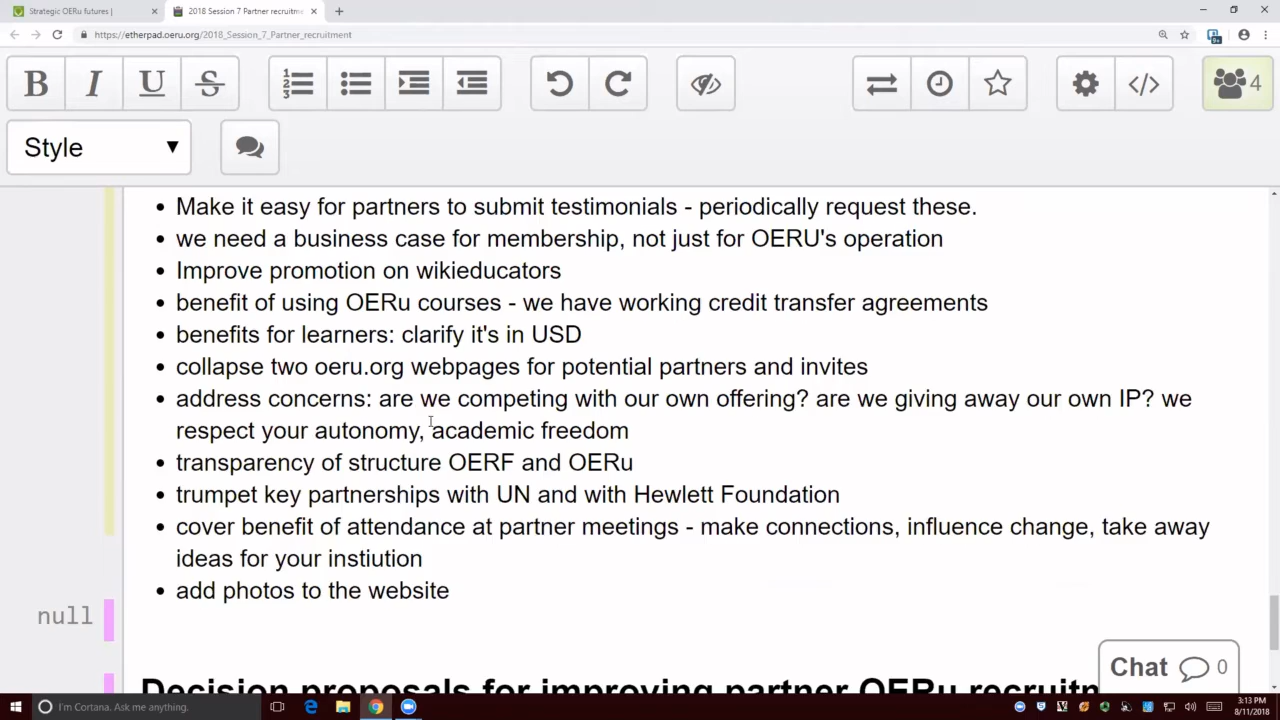 Strategic OERu futures |
2018 Session 7 Partner recruitm
https://etherpad.oeru.org/2018_Session_7_Partner_recruitment
B I U S
4
Style
Make it easy for partners to submit testimonials - periodically request these.
we need a business case for membership, not just for OERU's operation
Improve promotion on wikieducators
benefit of using OERu courses - we have working credit transfer agreements
benefits for learners: clarify it's in USD
collapse two oeru.org webpages for potential partners and invites
address concerns: are we competing with our own offering? are we giving away our own IP? we
respect your autonomy, academic freedom
transparency of structure OERF and OERu
trumpet key partnerships with UN and with Hewlett Foundation
cover benefit of attendance at partner meetings - make connections, influence change, take away
ideas for your instiution
add photos to the website
null
Chat 0
Decision proposals for improving partner OERu recruitm
I'm Cortana. Ask me anything.
3:13 PM
8/11/2018